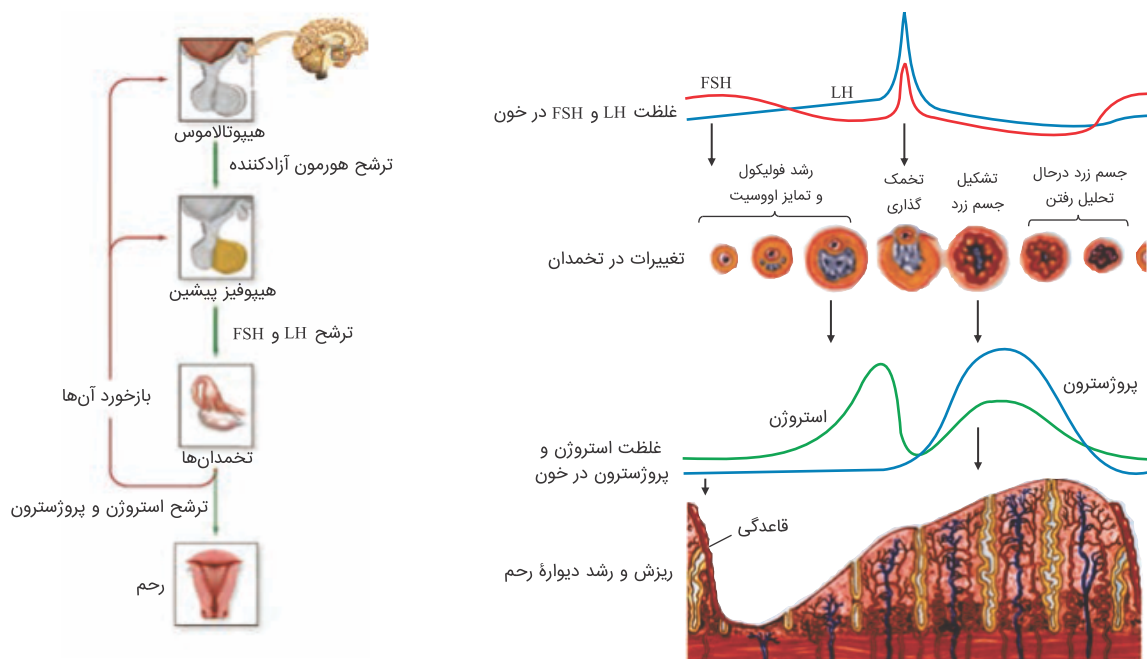 هیپوتالاموس
ترشح هورمون آزادکننده
هیپوفیز پیشین
ترشح LH و FSH
بازخورد آن‌ها
تخمدان‌ها
ترشح استروژن و پروژسترون
رحم
FSH
LH
غلظت LH و FSH در خون
رشد فولیکول
و تمایز اووسیت
تخمک
گذاری
تشکیل
جسم زرد
جسم زرد درحال
تحلیل رفتن
تغییرات در تخمدان
پروژسترون
استروژن
غلظت استروژن و
پروژسترون در خون
قاعدگی
ریزش و رشد دیوارهٔ رحم